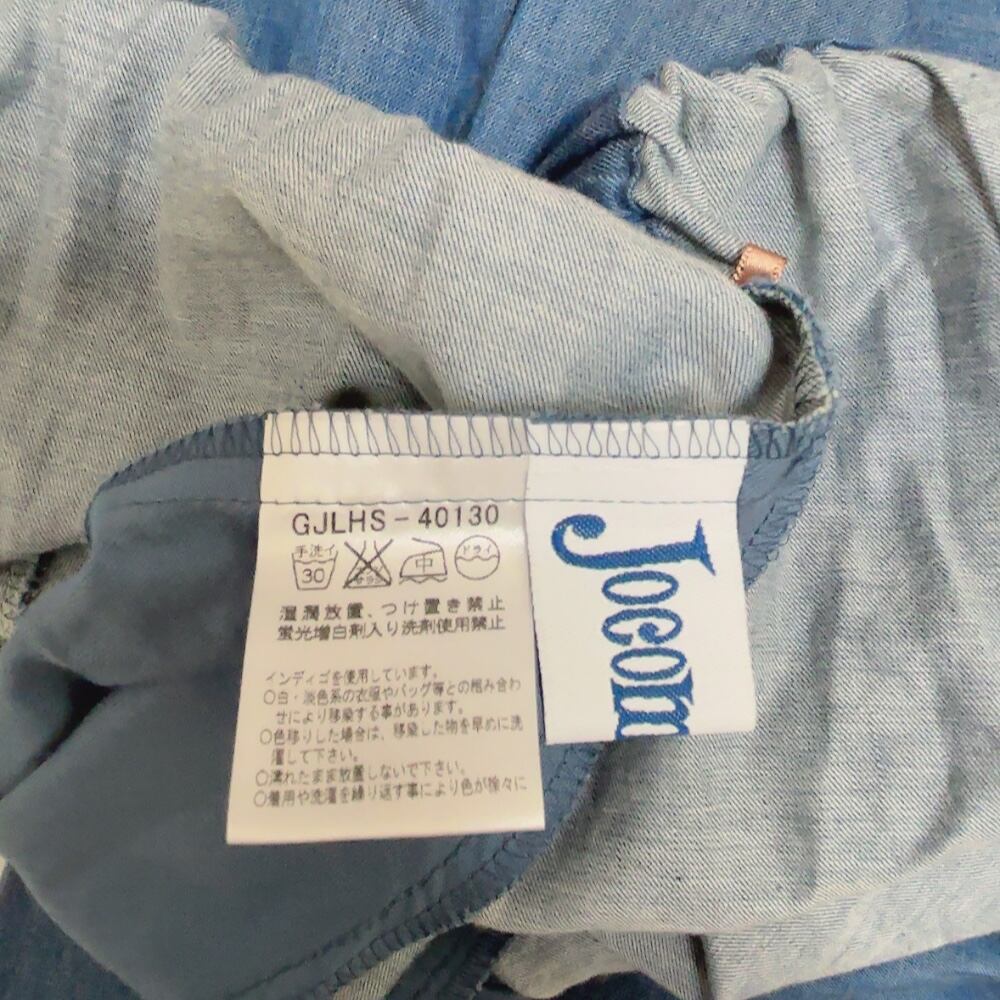 GJLHS-40130
手洗イ
30
中
ドライ
湿潤放置、つけ置き禁止
蛍光増白剤入り洗剤使用禁止
インディゴを使用しています。
○白・淡色系の衣服やバッグ等との組み合わ
せにより移染する事があります。
○色移りした場合は、移染した物を早めに洗
濯して下さい。
○濡れたまま放置しないで下さい。
○着用や洗濯を繰り返す事により色が徐々に
Jocom